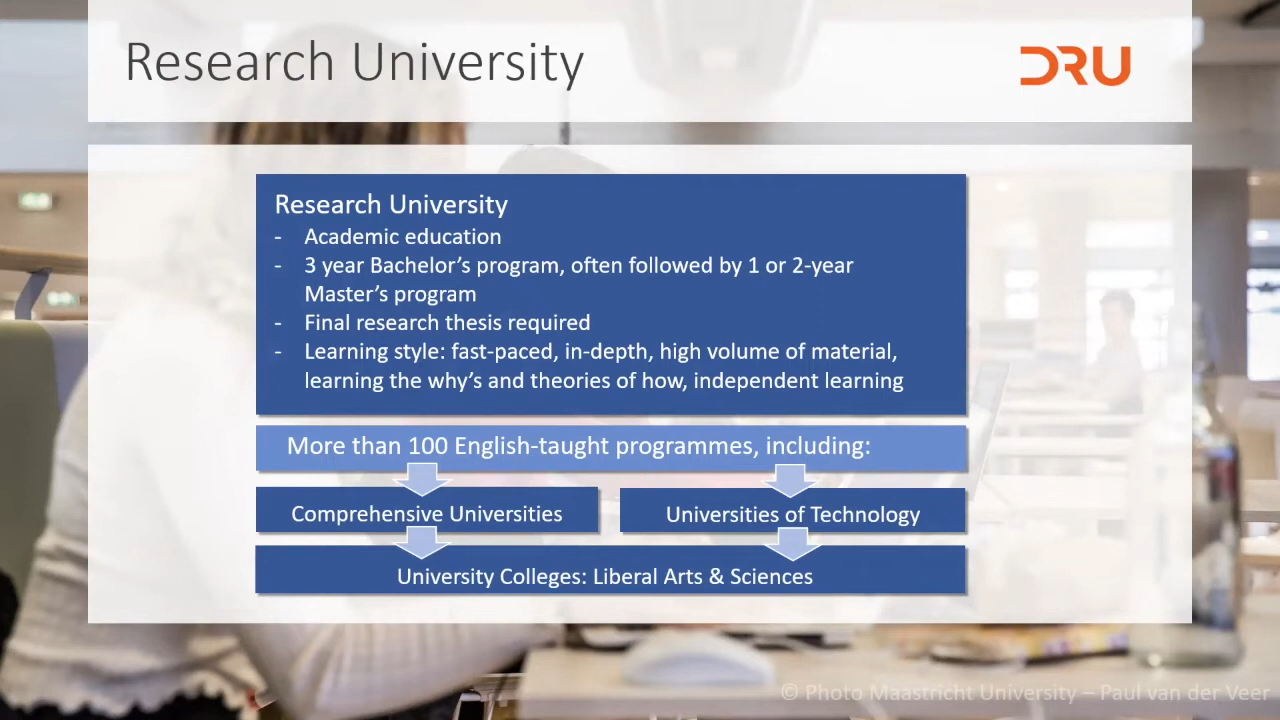 Research University
DRU
Research University
- Academic education
- 3 year Bachelor's program, often followed by 1 or 2-year
Master's program
- Final research thesis required
- Learning style: fast-paced, in-depth, high volume of material,
learning the why's and theories of how, independent learning
More than 100 English-taught programmes, including:
Comprehensive Universities
Universities of Technology
University Colleges: Liberal Arts & Sciences
© Photo Maastricht University – Paul van der Veer